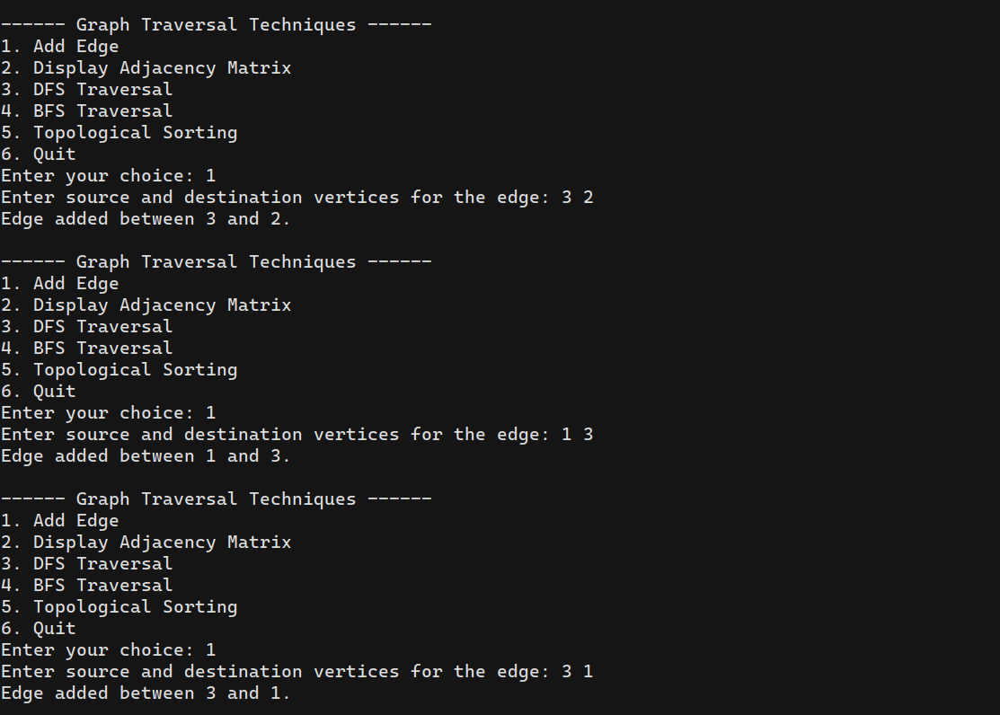 ------ Graph Traversal Techniques ------
1. Add Edge
2. Display Adjacency Matrix
3. DFS Traversal
4. BFS Traversal
5. Topological Sorting
6. Quit
Enter your choice: 1
Enter source and destination vertices for the edge: 3 2
Edge added between 3 and 2.
------ Graph Traversal Techniques ------
1. Add Edge
2. Display Adjacency Matrix
3. DFS Traversal
4. BFS Traversal
5. Topological Sorting
6. Quit
Enter your choice: 1
Enter source and destination vertices for the edge: 1 3
Edge added between 1 and 3.
------ Graph Traversal Techniques ------
1. Add Edge
2. Display Adjacency Matrix
3. DFS Traversal
4. BFS Traversal
5. Topological Sorting
6. Quit
Enter your choice: 1
Enter source and destination vertices for the edge: 3 1
Edge added between 3 and 1.